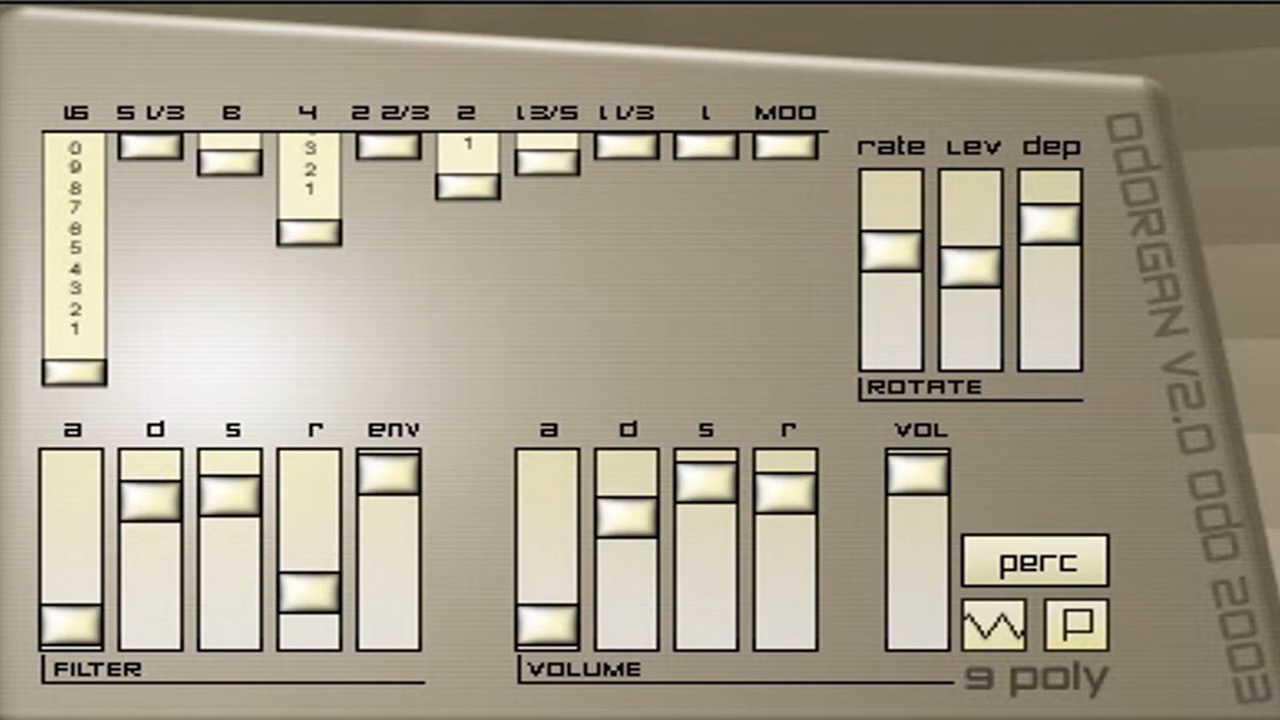 16 5 1/3 8 4 2 2/3 2 1 3/5 1 1/3 1 MOD
0
9
8
7
6
5
4
3
2
1
3
2
1
1
rate Lev dep
ROTATE
a d s r env
FILTER
a d s r VOL
VOLUME
perc
9 poly
ODORGAN V2.0 ODO 2003